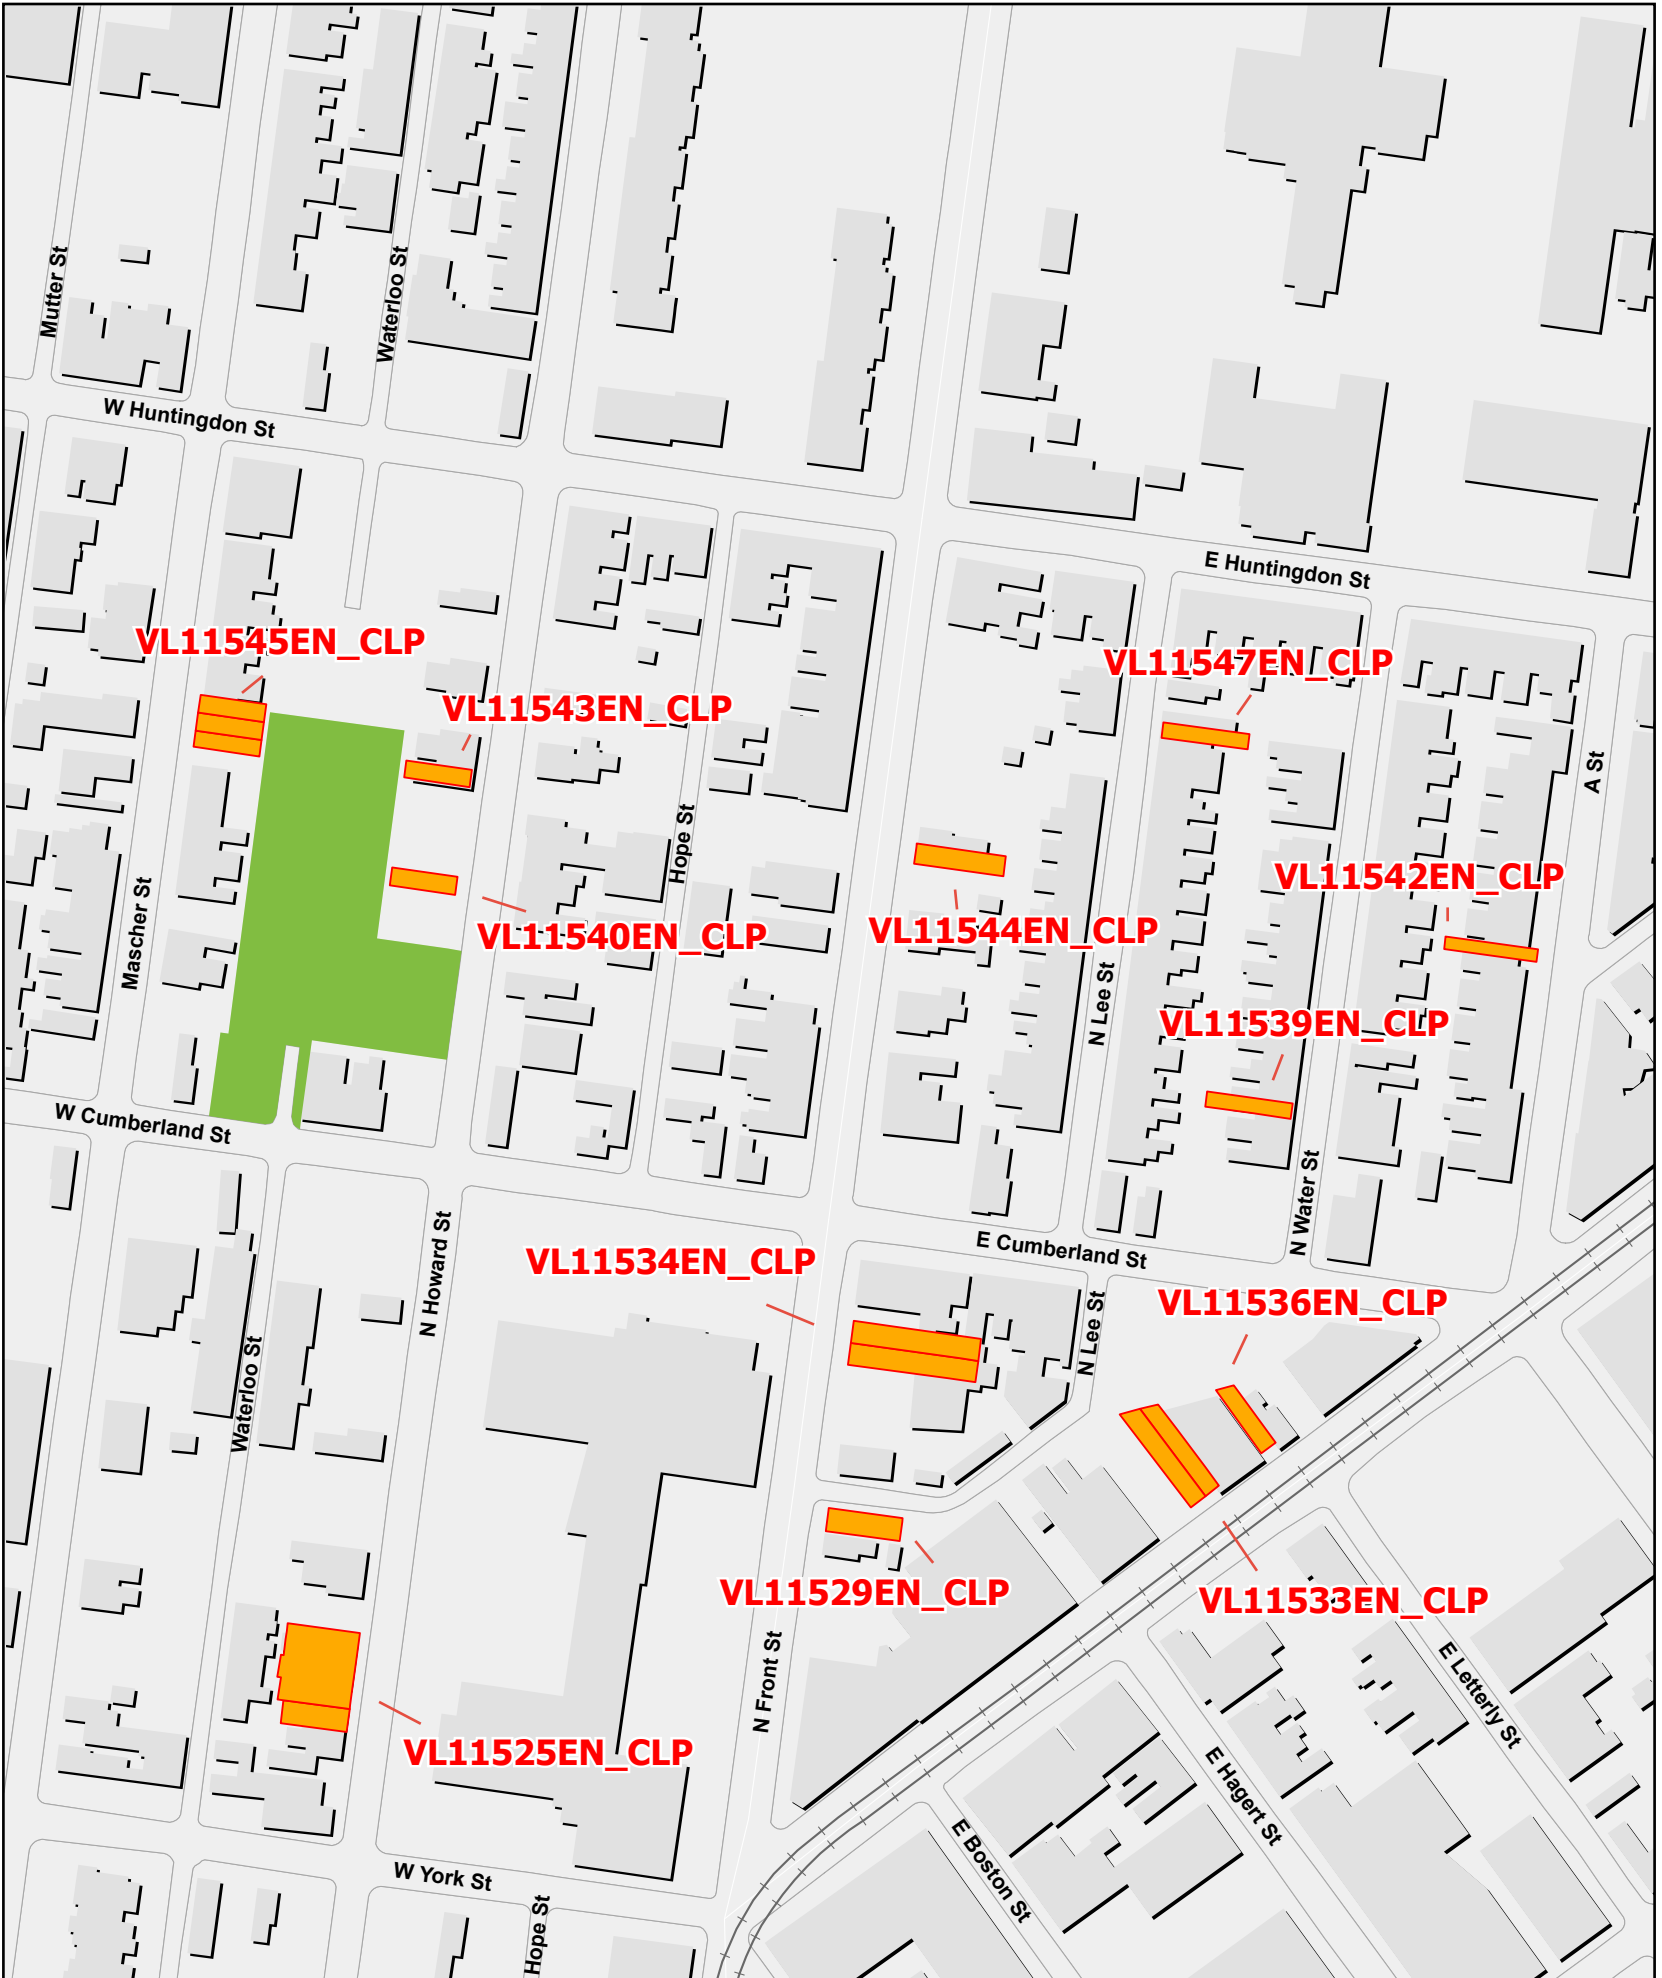 Mutter St
Waterloo St
W Huntingdon St
E Huntingdon St
VL11545EN_CLP
VL11547EN_CLP
VL11543EN_CLP
A St
Hope St
VL11542EN_CLP
Mascher St
VL11540EN_CLP
VL11544EN_CLP
N Lee St
VL11539EN_CLP
W Cumberland St
N Water St
N Howard St
E Cumberland St
VL11534EN_CLP
VL11536EN_CLP
N Lee St
Waterloo St
VL11529EN_CLP
VL11533EN_CLP
N Front St
E Letterly St
VL11525EN_CLP
E Hagert St
E Boston St
W York St
Hope St